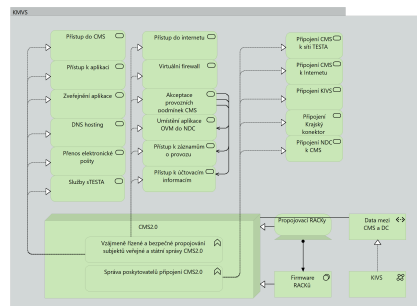 KMVS
Přístup do CMS
Přístup k aplikaci
Zveřejnění aplikace
DNS hosting
Přenos elektronické
pošty
Služby sTESTA
Přístup do internetu
Virtuální firewall
Akceptace
provozních
podmínek CMS
Umístění aplikace
OVM do NDC
Přístup k záznamům
o provozu
Přístup k účtovacím
informacím
Připojení CMS
k síti TESTA
Připojení CMS
k Internetu
Připojení KIVS
Připojení
Krajský
konektor
Připojení NDC
k CMS
CMS2.0
Vzájemné řízené a bezpečné propojování
subjektů veřejné a státní správy CMS2.0
Správa poskytovatelů připojení CMS2.0
Propojovací RACKy
Data mezi
CMS a DC
Firmware
RACKů
KIVS